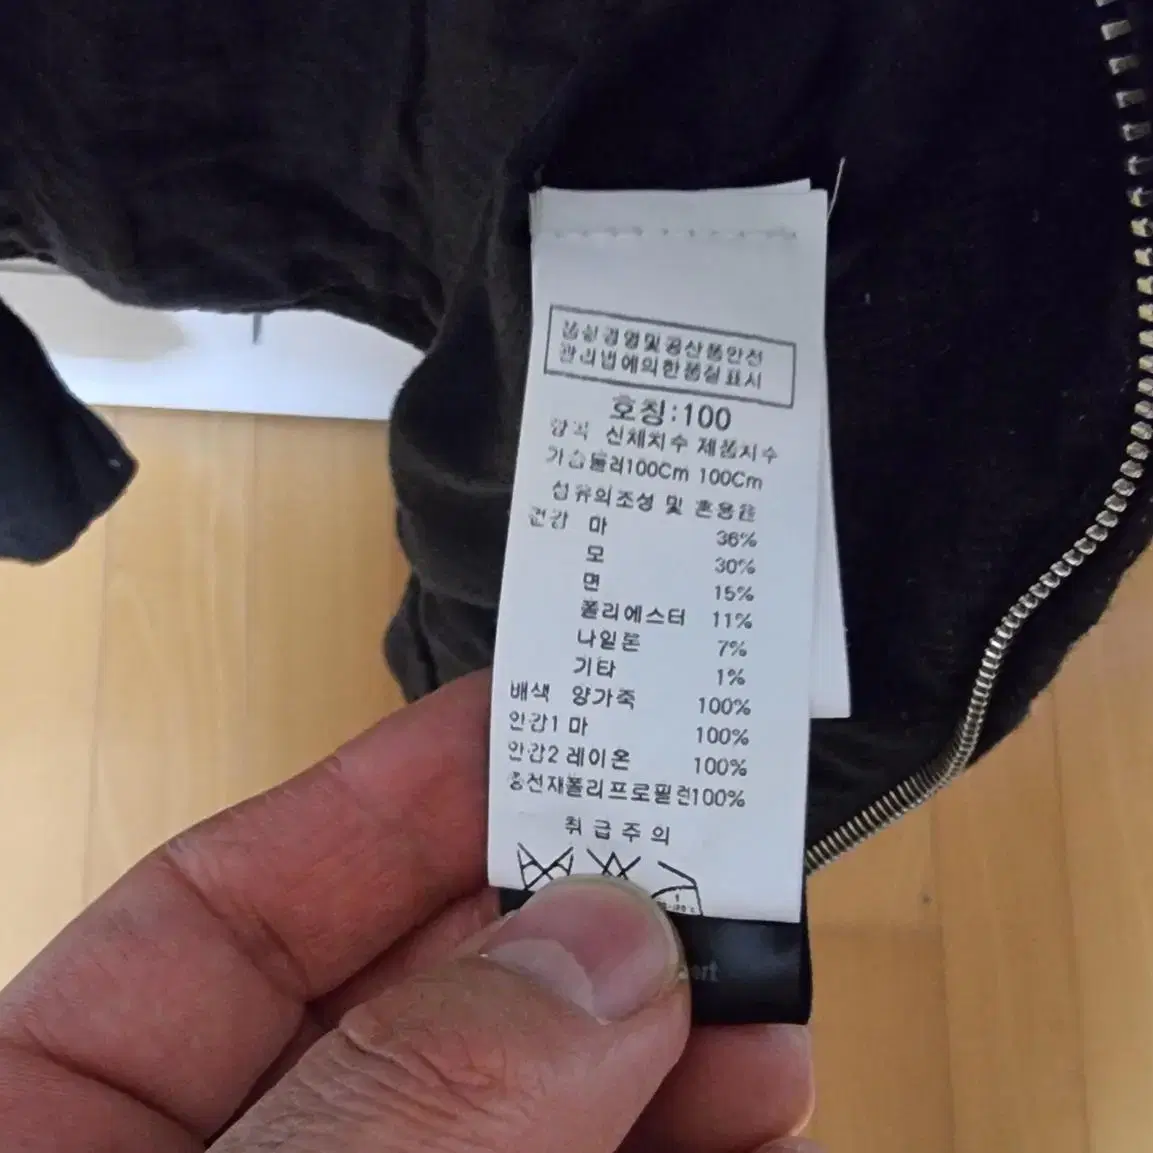 품질경영및공산품안전
관리법에의한품질표시
호칭:100
항목 신체치수 제품치수
가슴둘레100Cm 100Cm
섬유의조성 및 혼용율
겉감 마 36%
모 30%
면 15%
폴리에스터 11%
나일론 7%
기타 1%
배색 양가죽 100%
안감1 마 100%
안감2 레이온 100%
충전재폴리프로필렌100%
취급주의